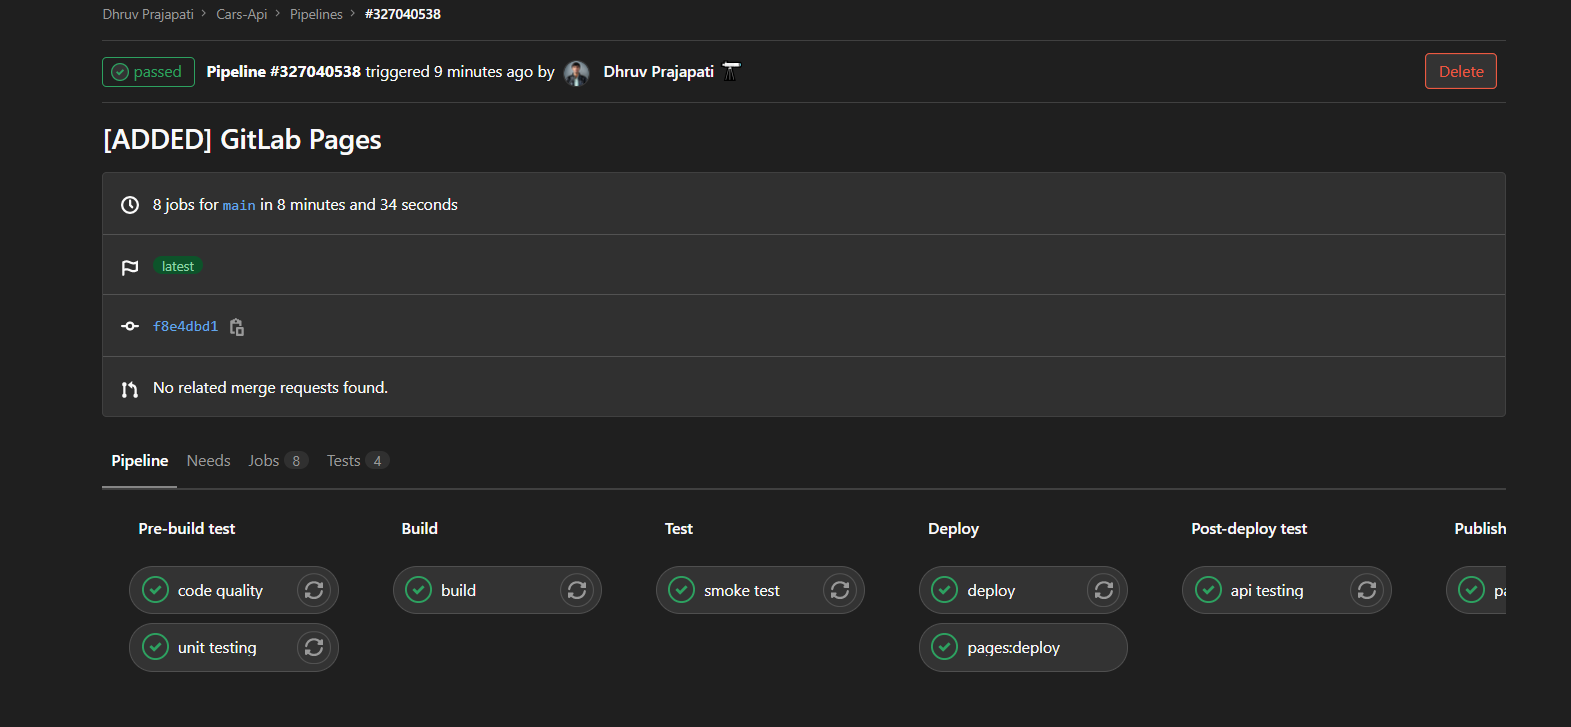 Dhruv Prajapati > Cars-Api > Pipelines > #327040538
passed Pipeline #327040538 triggered 9 minutes ago by Dhruv Prajapati Delete
[ADDED] GitLab Pages
8 jobs for main in 8 minutes and 34 seconds
latest
f8e4dbd1
No related merge requests found.
Pipeline Needs Jobs 8 Tests 4
Pre-build test Build Test Deploy Post-deploy test Publish
code quality build smoke test deploy api testing
unit testing pages:deploy